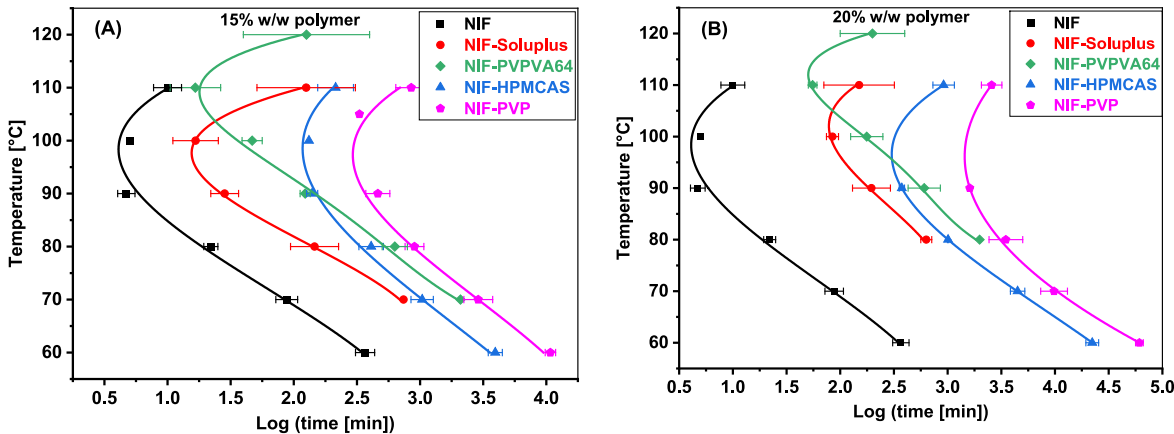 (A)
15% w/w polymer
NIF
NIF-Soluplus
NIF-PVPVA64
NIF-HPMCAS
NIF-PVP
Temperature [°C]
120
110
100
90
80
70
60
0.5 1.0 1.5 2.0 2.5 3.0 3.5 4.0
Log (time [min])
(B)
20% w/w polymer
NIF
NIF-Soluplus
NIF-PVPVA64
NIF-HPMCAS
NIF-PVP
Temperature [°C]
120
110
100
90
80
70
60
0.5 1.0 1.5 2.0 2.5 3.0 3.5 4.0 4.5 5.0
Log (time [min])